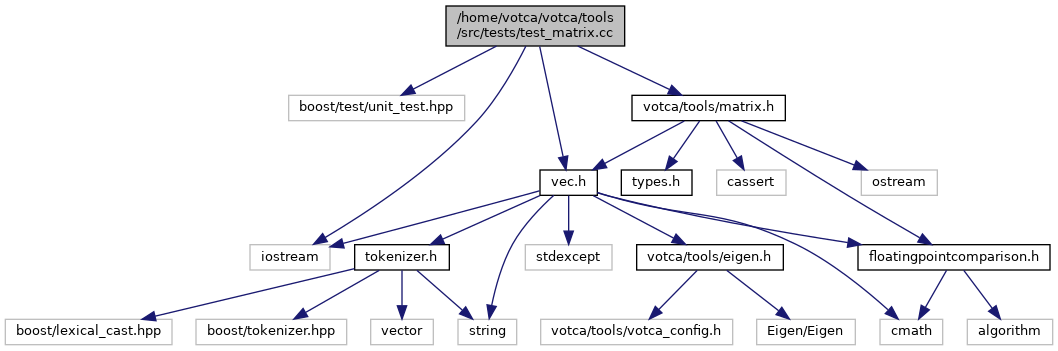 /home/votca/votca/tools
/src/tests/test_matrix.cc
boost/test/unit_test.hpp
votca/tools/matrix.h
vec.h
types.h
cassert
ostream
iostream
tokenizer.h
stdexcept
votca/tools/eigen.h
floatingpointcomparison.h
boost/lexical_cast.hpp
boost/tokenizer.hpp
vector
string
votca/tools/votca_config.h
Eigen/Eigen
cmath
algorithm